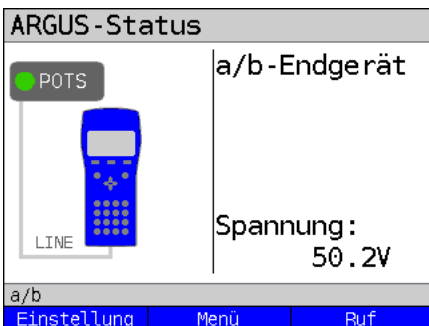 ARGUS-Status
POTS
LINE
a/b-Endgerät
Spannung:
50.2V
a/b
Einstellung Menü Ruf